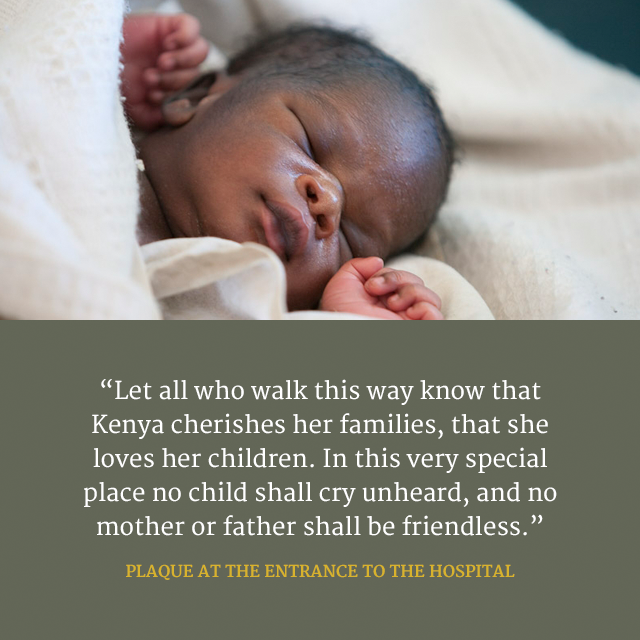 “Let all who walk this way know that
Kenya cherishes her families, that she
loves her children. In this very special
place no child shall cry unheard, and no
mother or father shall be friendless.”
PLAQUE AT THE ENTRANCE TO THE HOSPITAL